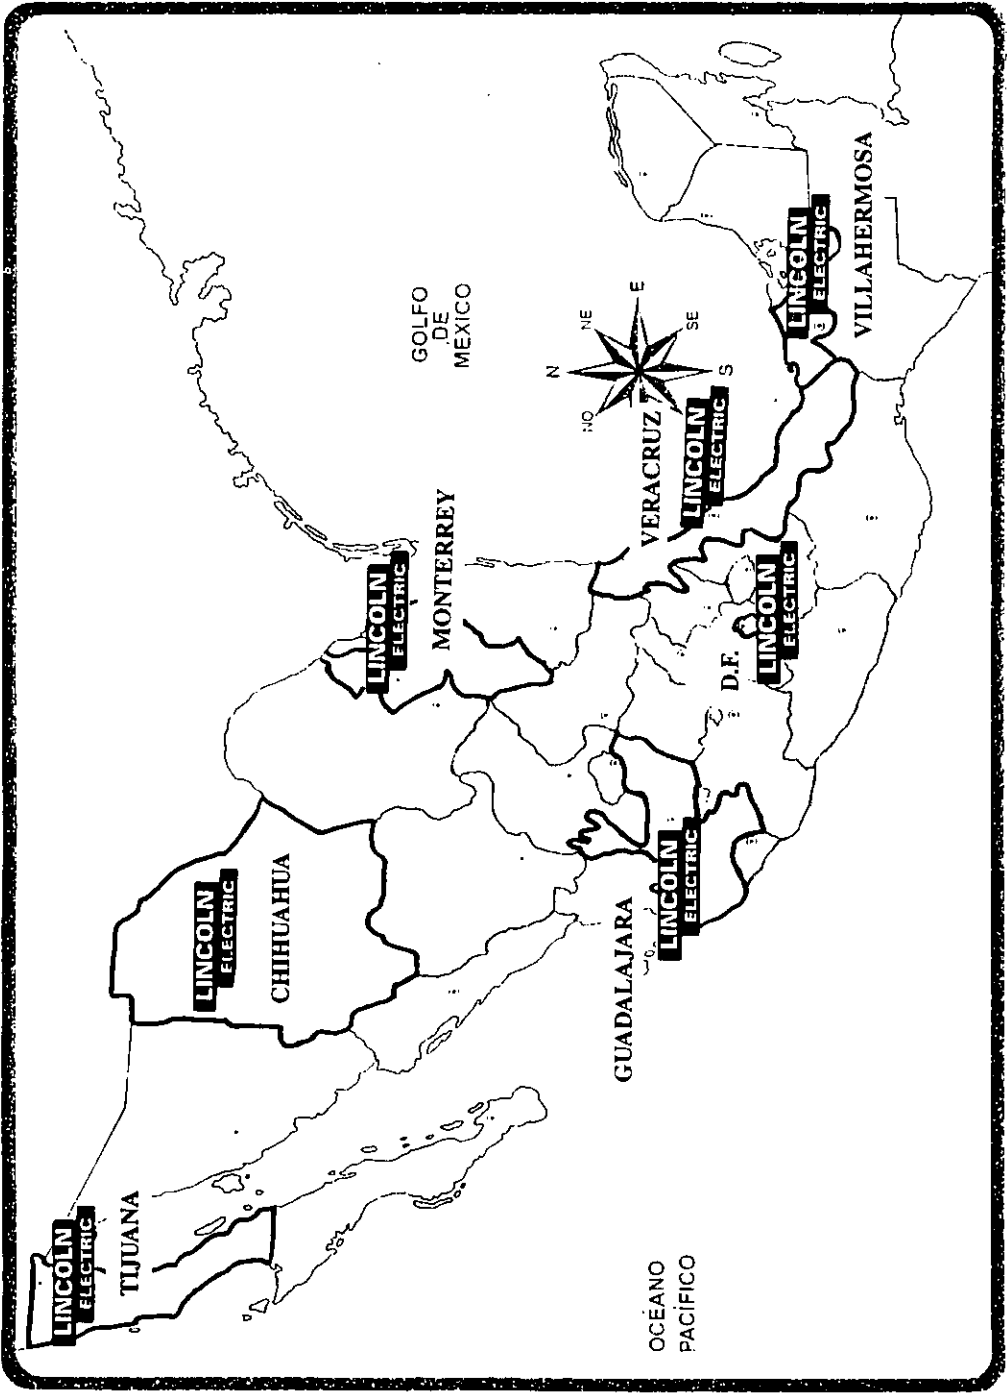 LINCOLN
ELECTRIC
TIJUANA
LINCOLN
ELECTRIC
CHIHUAHUA
LINCOLN
ELECTRIC
MONTERREY
GOLFO
DE
MÉXICO
N
NO
NE
E
SE
S
GUADALAJARA
LINCOLN
ELECTRIC
VERACRUZ
LINCOLN
ELECTRIC
OCÉANO
PACÍFICO
D.F.
LINCOLN
ELECTRIC
LINCOLN
ELECTRIC
VILLAHERMOSA